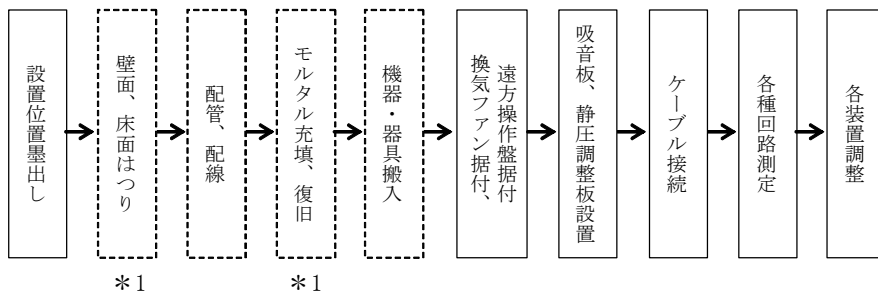 設置位置墨出し
壁面、床面はつり
配管、配線
モルタル充填、復旧
機器・器具搬入
遠方操作盤据付
換気ファン据付、
吸音板、静圧調整板設置
ケーブル接続
各種回路測定
各装置調整
＊1
＊1